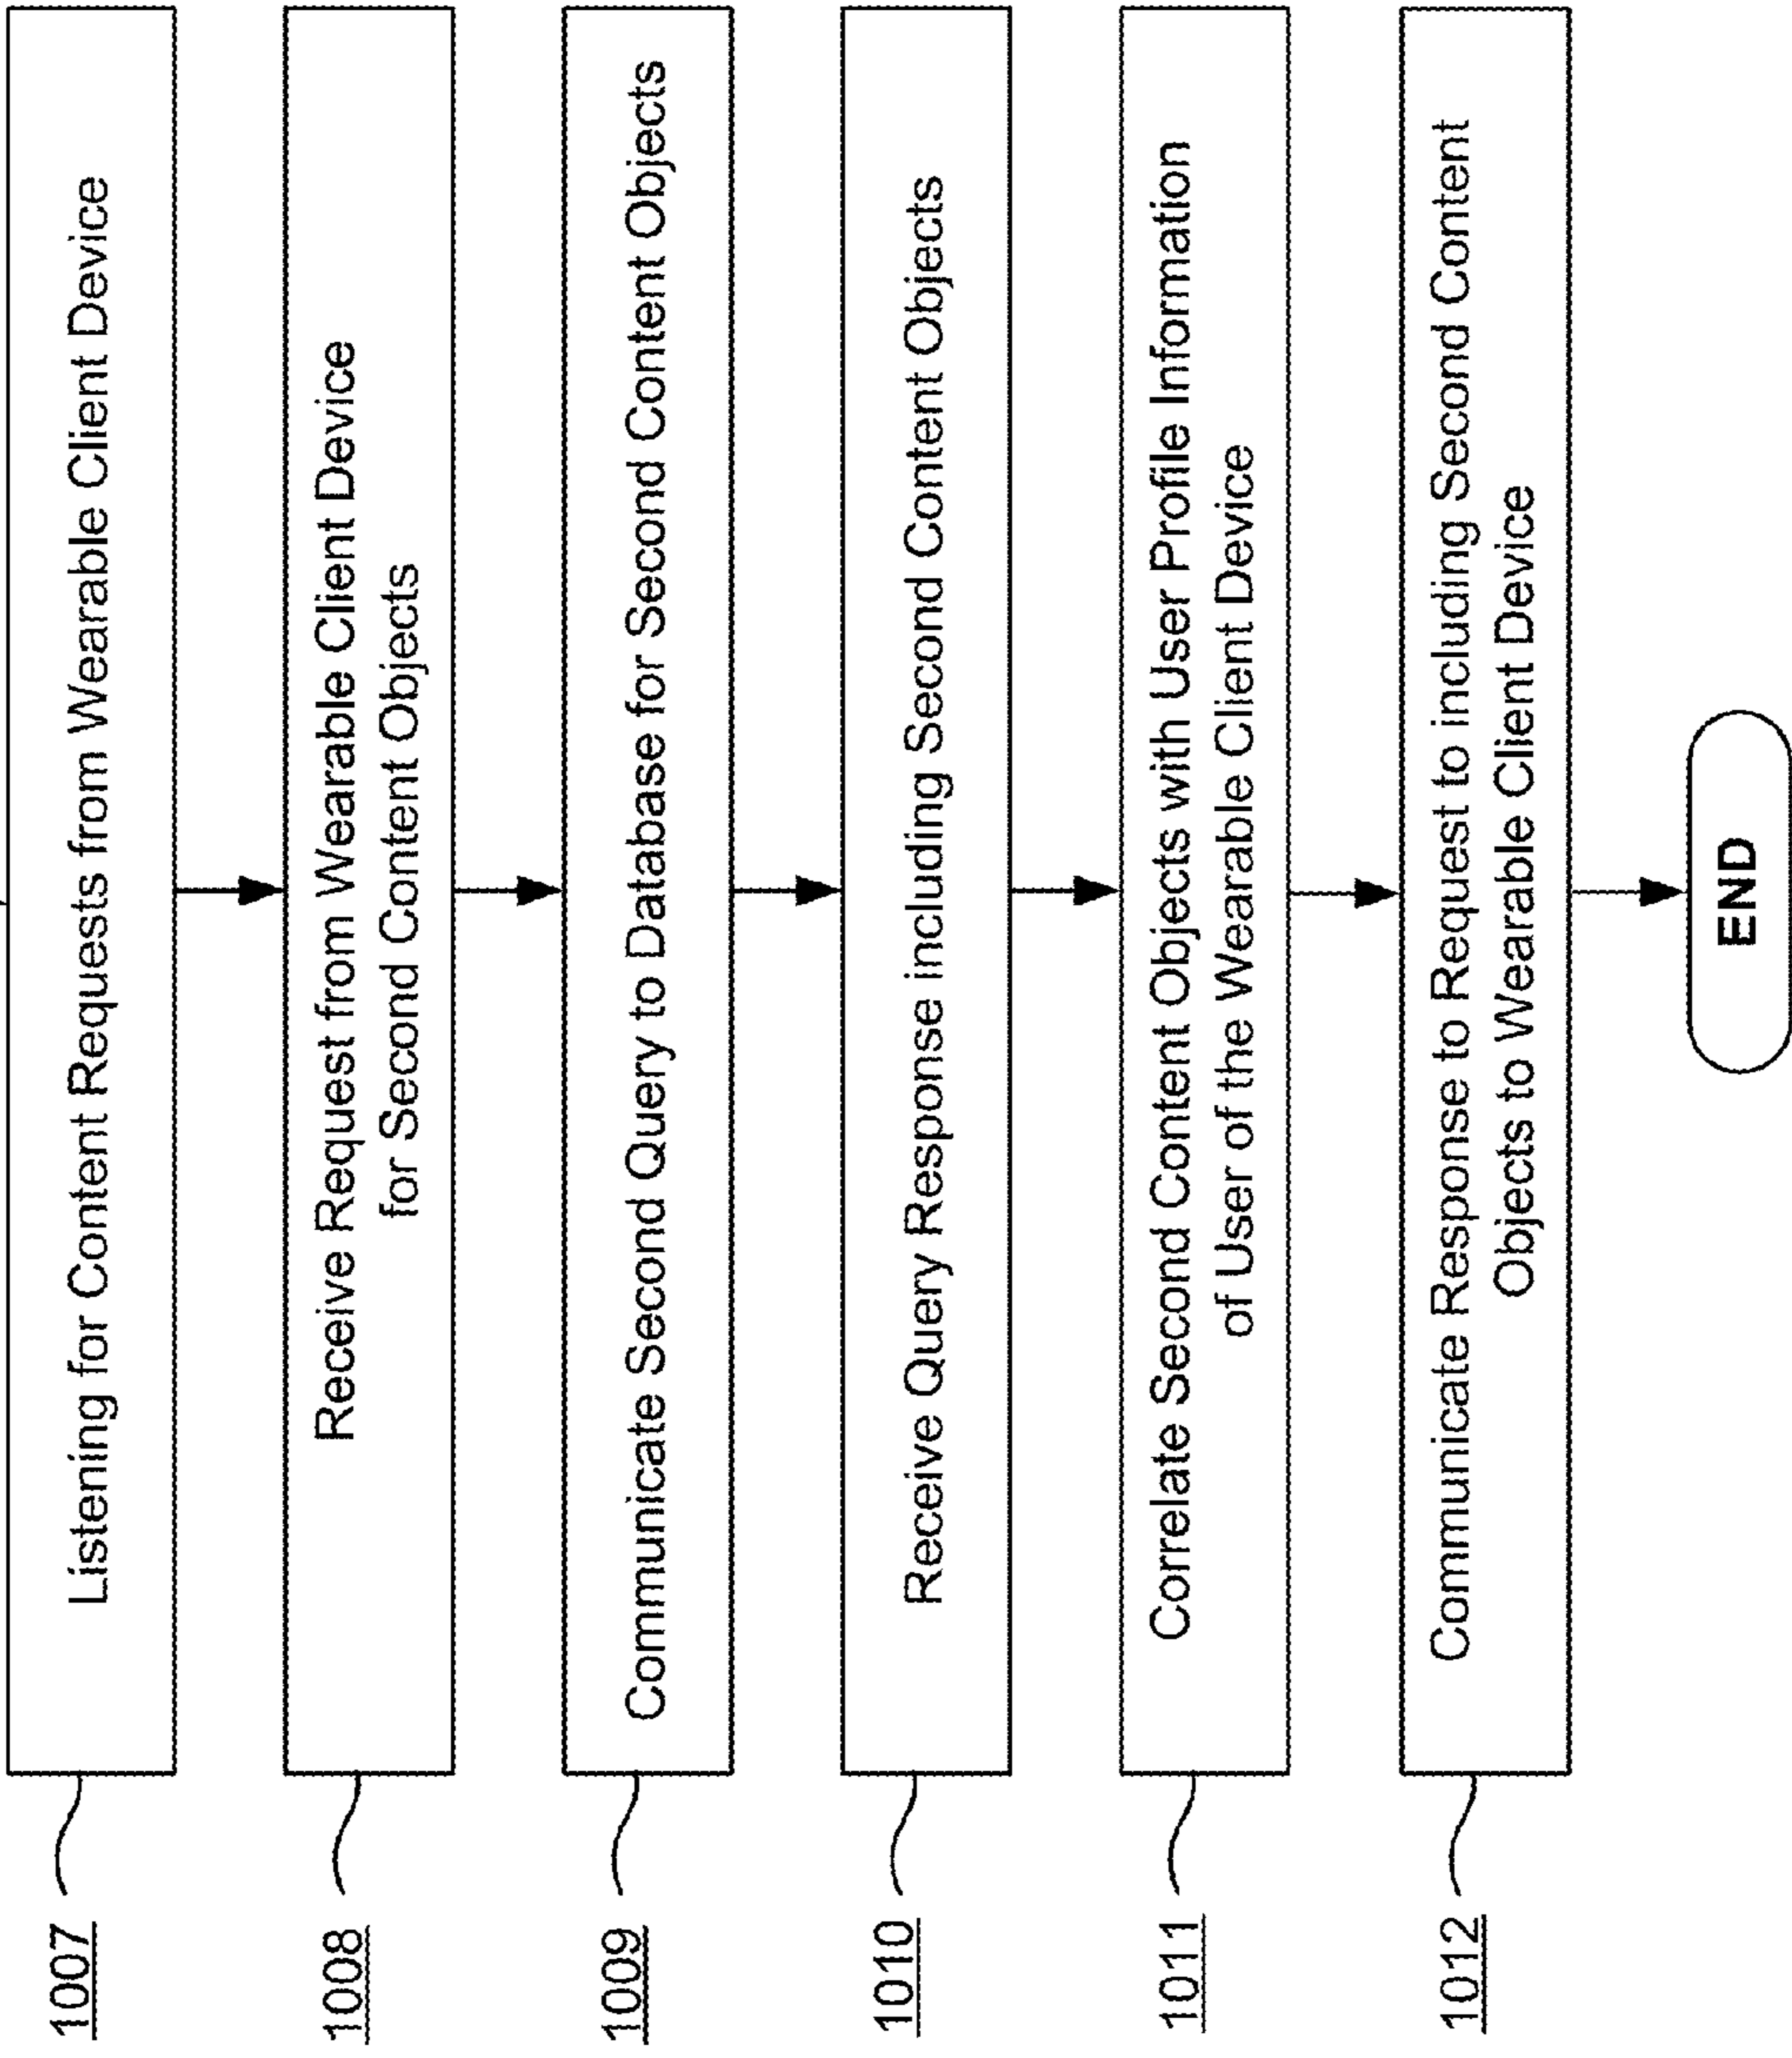 1007
Listening for Content Requests from Wearable Client Device
1008
Receive Request from Wearable Client Device
for Second Content Objects
1009
Communicate Second Query to Database for Second Content Objects
1010
Receive Query Response including Second Content Objects
1011
Correlate Second Content Objects with User Profile Information
of User of the Wearable Client Device
1012
Communicate Response to Request to including Second Content
Objects to Wearable Client Device
END